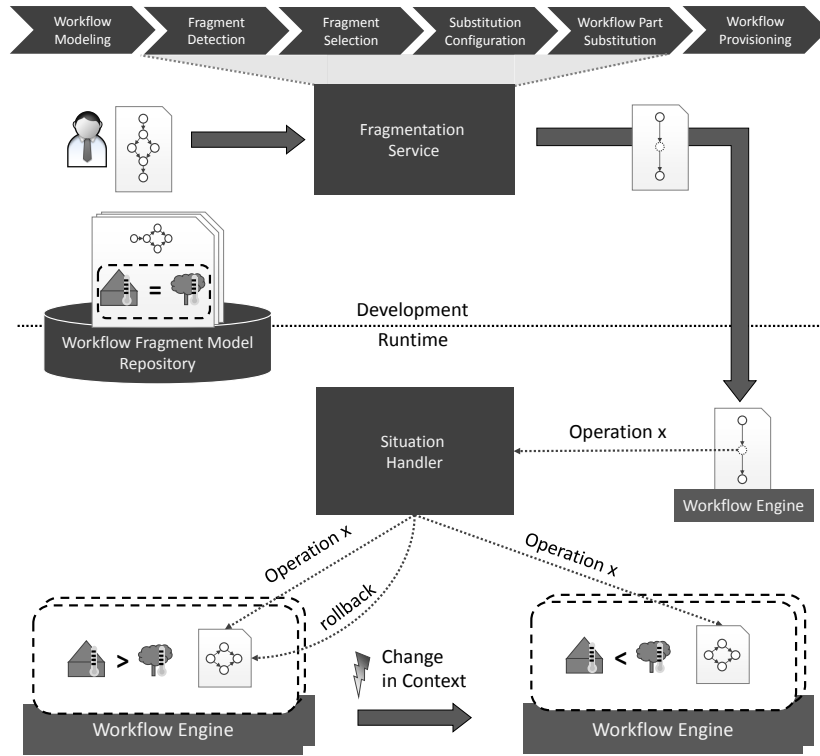 Workflow
Modeling
Fragment
Detection
Fragment
Selection
Substitution
Configuration
Workflow Part
Substitution
Workflow
Provisioning
Fragmentation
Service
=
Development
Workflow Fragment Model
Repository
Runtime
Situation
Handler
Operation x
Workflow Engine
Operation x
rollback
Operation x
>
<
Change
in Context
Workflow Engine
Workflow Engine